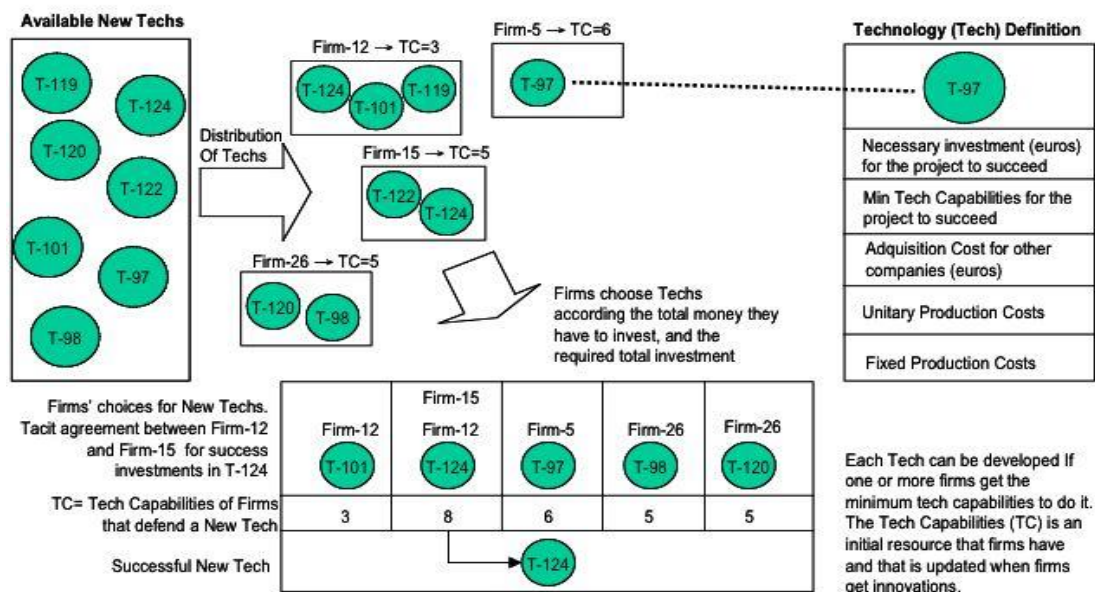 Available New Techs
T-119
T-124
T-120
T-122
T-101
T-97
T-98
Distribution
Of Techs
Firm-12 → TC=3
T-124
T-101
T-119
Firm-5 → TC=6
T-97
Firm-15 → TC=5
T-122
T-124
Firm-26 → TC=5
T-120
T-98
Firms choose Techs
according the total money they
have to invest, and the
required total investment
Technology (Tech) Definition
T-97
Necessary investment (euros)
for the project to succeed
Min Tech Capabilities for the
project to succeed
Adquisition Cost for other
companies (euros)
Unitary Production Costs
Fixed Production Costs
Firms' choices for New Techs.
Tacit agreement between Firm-12
and Firm-15 for success
investments in T-124
Firm-12
T-101
Firm-15
Firm-12
T-124
Firm-5
T-97
Firm-26
T-98
Firm-26
T-120
TC= Tech Capabilities of Firms
that defend a New Tech
3 8 6 5 5
Successful New Tech
T-124
Each Tech can be developed If
one or more firms get the
minimum tech capabilities to do it.
The Tech Capabilities (TC) is an
initial resource that firms have
and that is updated when firms
get innovations.